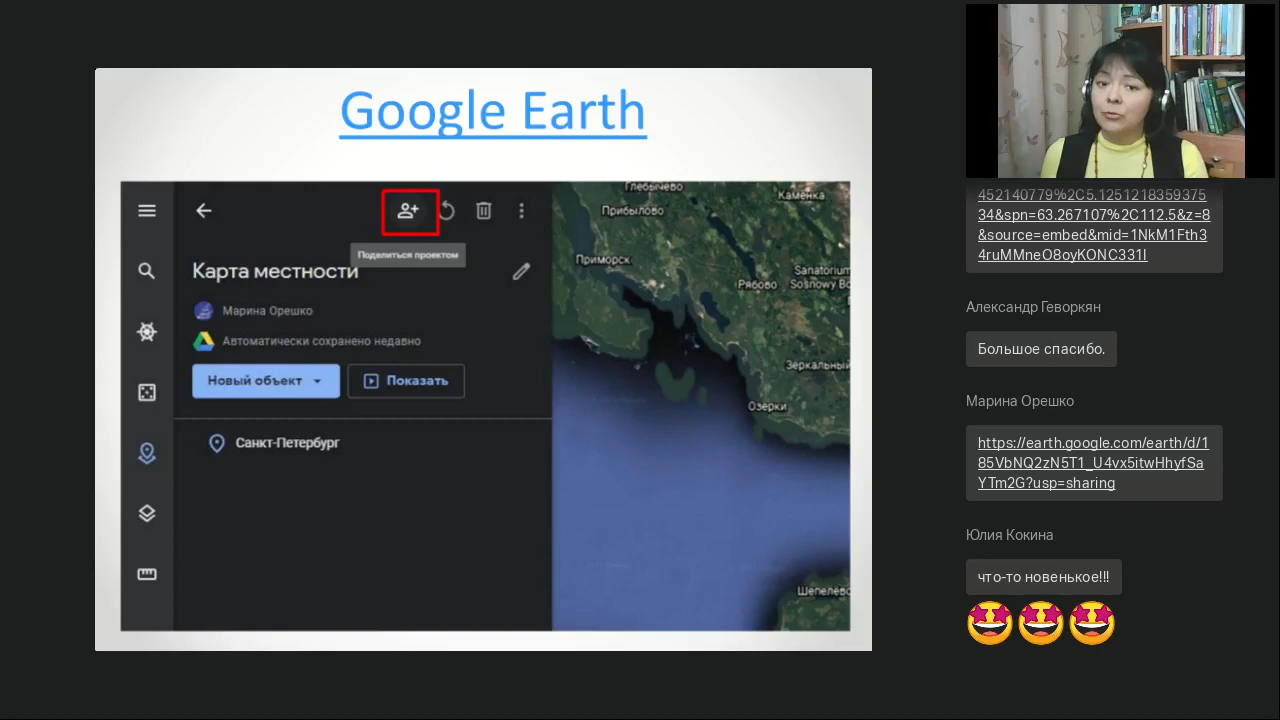 Google Earth
Поделиться проектом
Карта местности
Марина Орешко
Автоматически сохранено недавно
Новый объект
Показать
Санкт-Петербург
Глебычево
Каменка
Прибылово
Приморск
Sanatorium
Рябово
Sosnovy Bo
Зеркальный
Озерки
Шепелево
452140779%2C5.1251218359375
34&spn=63.267107%2C112.5&z=8
&source=embed&mid=1NkM1Fth3
4ruMMneO8oyKONC331I
Александр Геворкян
Большое спасибо.
Марина Орешко
https://earth.google.com/earth/d/1
85VbNQ2zN5T1_U4vx5itwHhyfSa
YTm2G?usp=sharing
Юлия Кокина
что-то новенькое!!!